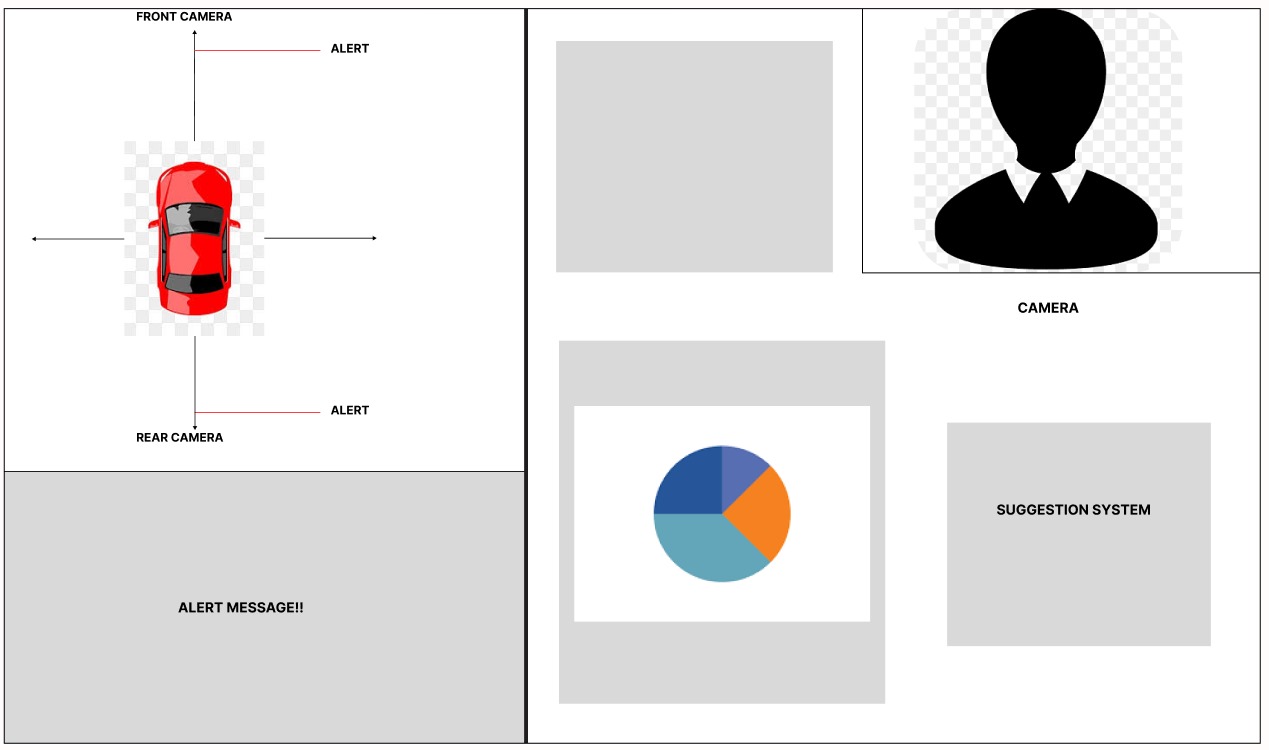 FRONT CAMERA
ALERT
ALERT
REAR CAMERA
ALERT MESSAGE!!
CAMERA
SUGGESTION SYSTEM